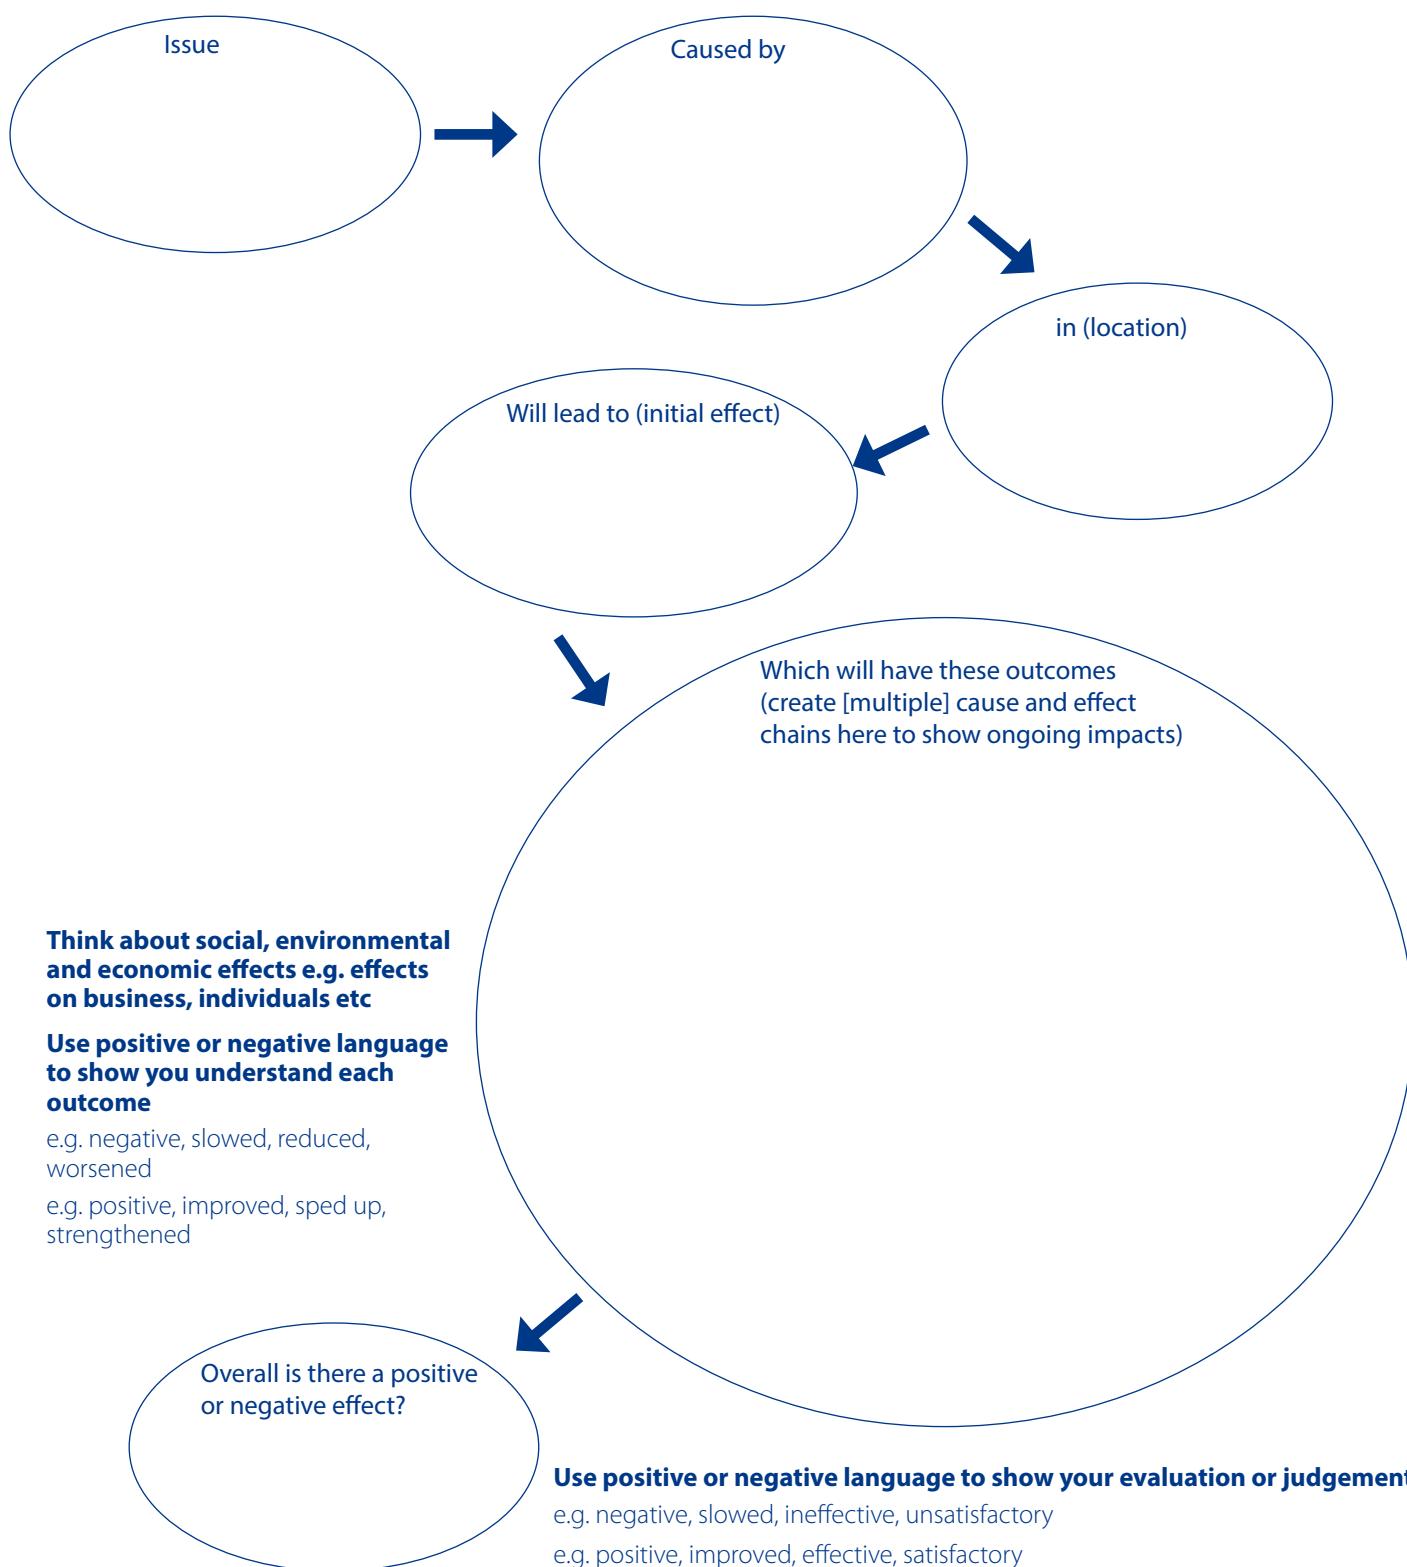 Issue
Caused by
in (location)
Will lead to (initial effect)
Which will have these outcomes
(create [multiple] cause and effect
chains here to show ongoing impacts)
Think about social, environmental
and economic effects e.g. effects
on business, individuals etc
Use positive or negative language
to show you understand each
outcome
e.g. negative, slowed, reduced,
worsened
e.g. positive, improved, sped up,
strengthened
Overall is there a positive
or negative effect?
Use positive or negative language to show your evaluation or judgement
e.g. negative, slowed, ineffective, unsatisfactory
e.g. positive, improved, effective, satisfactory